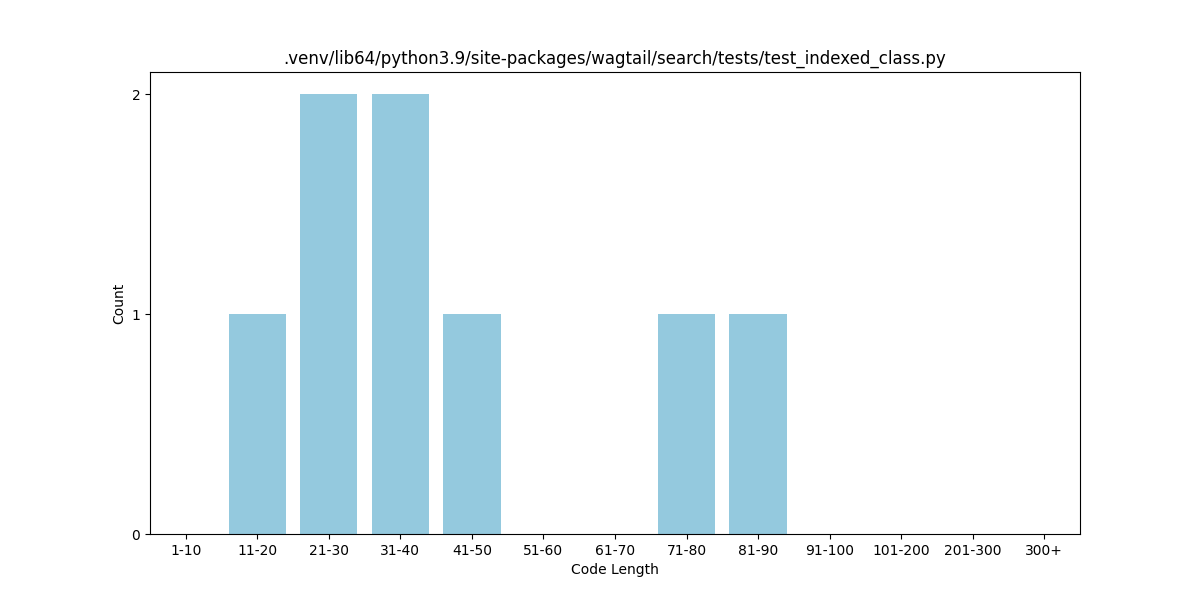 .venv/lib64/python3.9/site-packages/wagtail/search/tests/test_indexed_class.py
2
1
0
Count
1-10 11-20 21-30 31-40 41-50 51-60 61-70 71-80 81-90 91-100 101-200 201-300 300+
Code Length